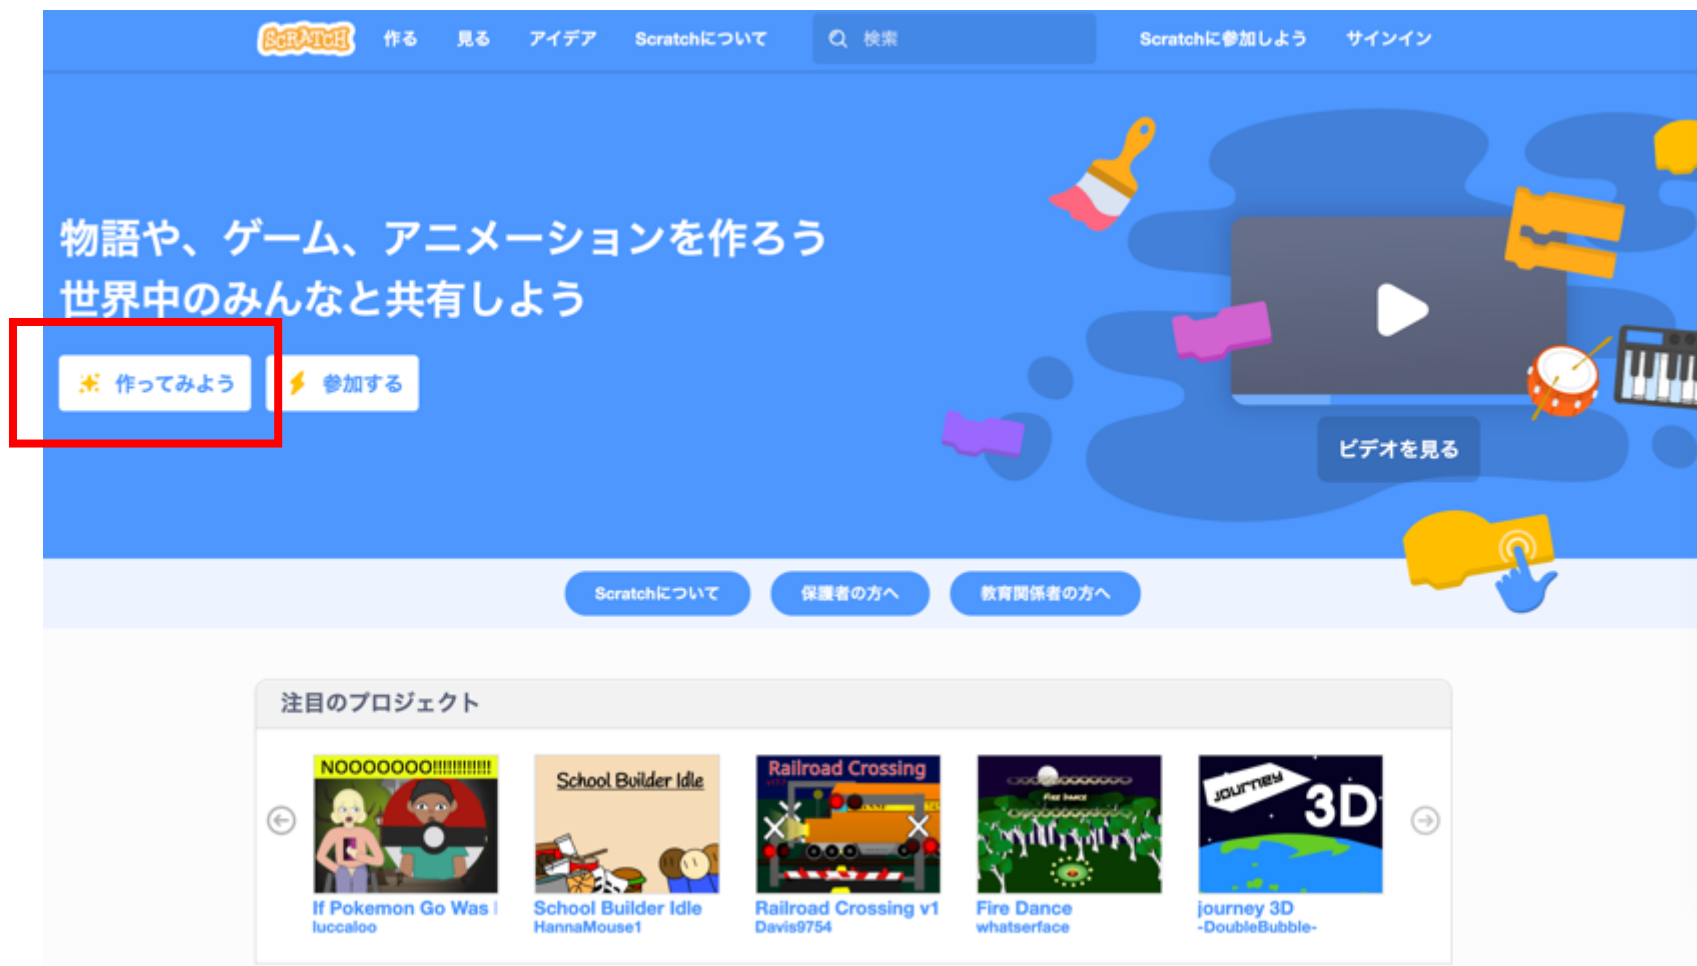 SCRATCH 作る 見る アイデア Scratchについて 検索 Scratchに参加しよう サインイン
物語や、ゲーム、アニメーションを作ろう
世界中のみんなと共有しよう
作ってみよう 参加する
ビデオを見る
Scratchについて 保護者の方へ 教育関係者の方へ
注目のプロジェクト
NOOOOOOO!!!!!!!!!!!!
School Builder Idle
Railroad Crossing
FIRE DANCE
JOURNEY 3D
If Pokemon Go Was
luccaloo
School Builder Idle
HannaMouse1
Railroad Crossing v1
Davis9754
Fire Dance
whatserface
journey 3D
-DoubleBubble-